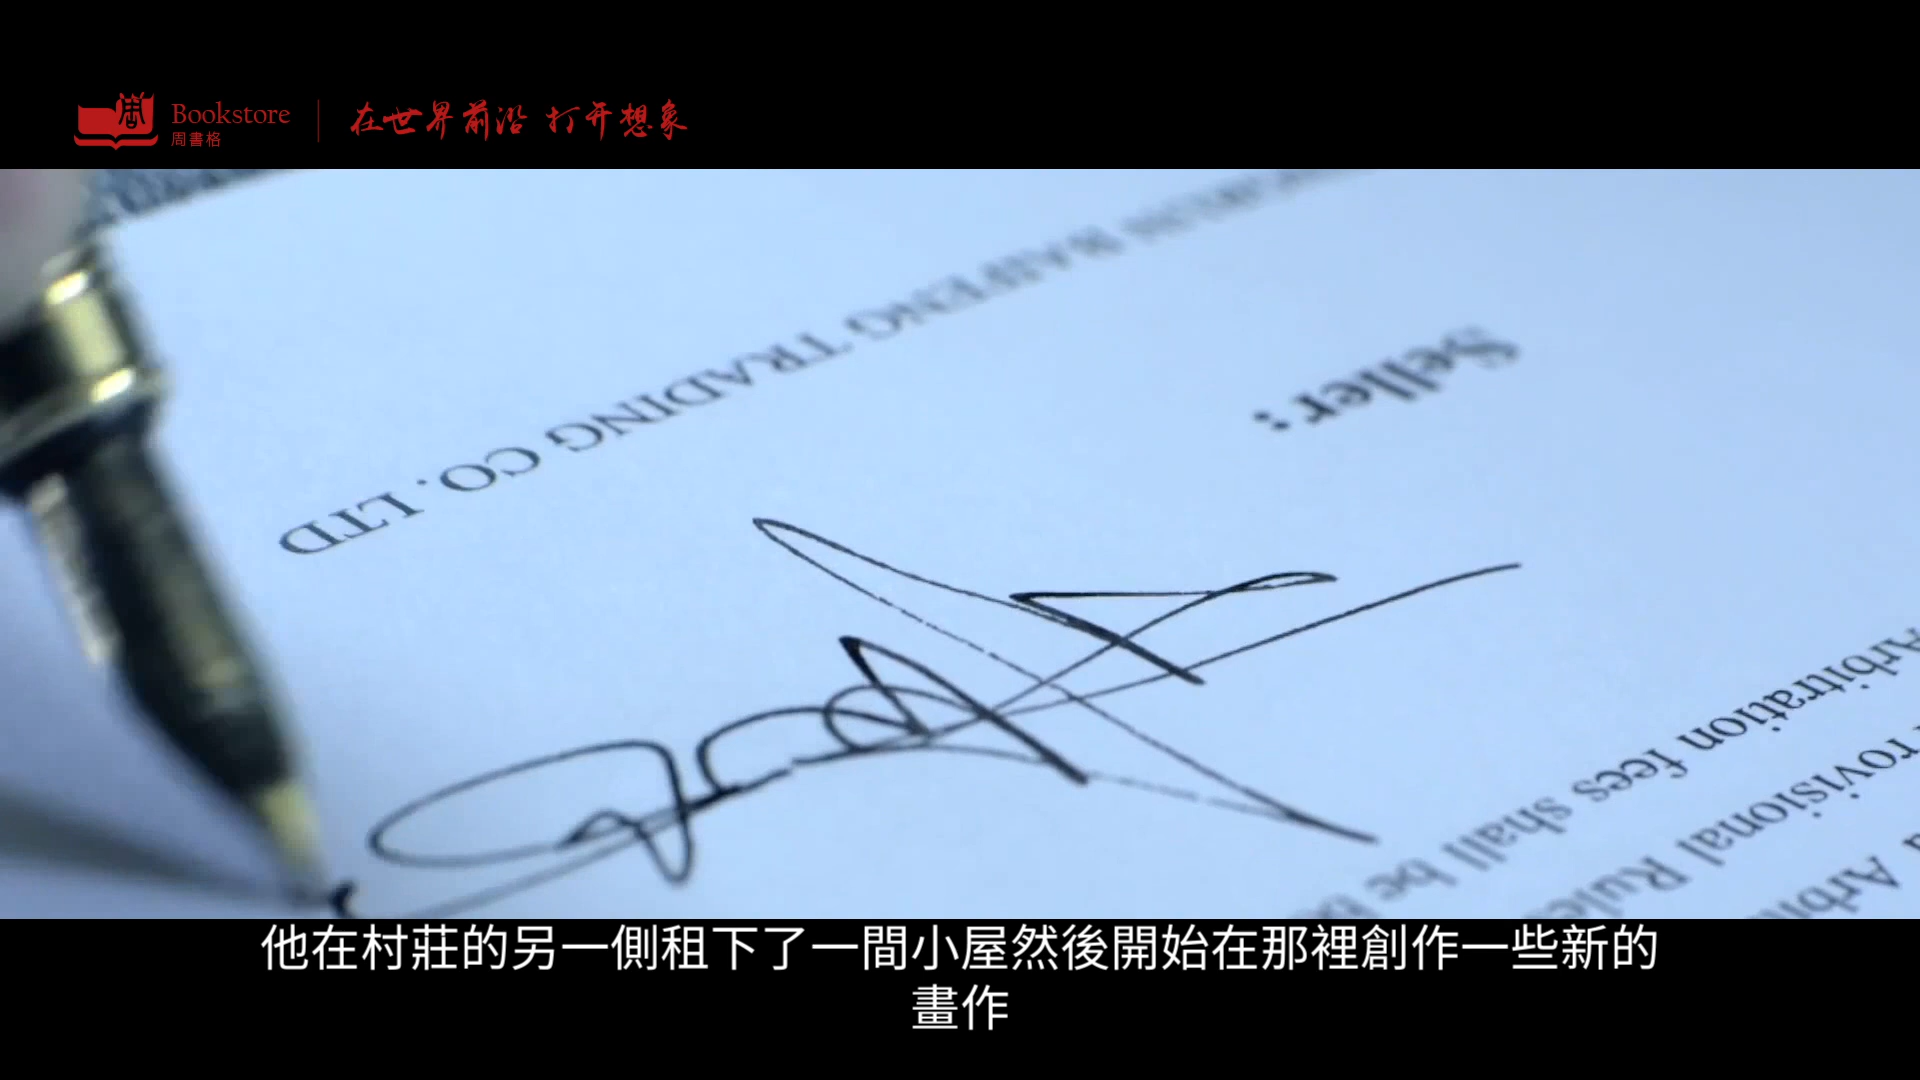 Bookstore
周書格
在世界前沿 打开想象
TRADING CO. LTD
Seller:
Arbitration fees shall be
Provisional Rules
他在村莊的另一側租下了一間小屋然後開始在那裡創作一些新的
畫作